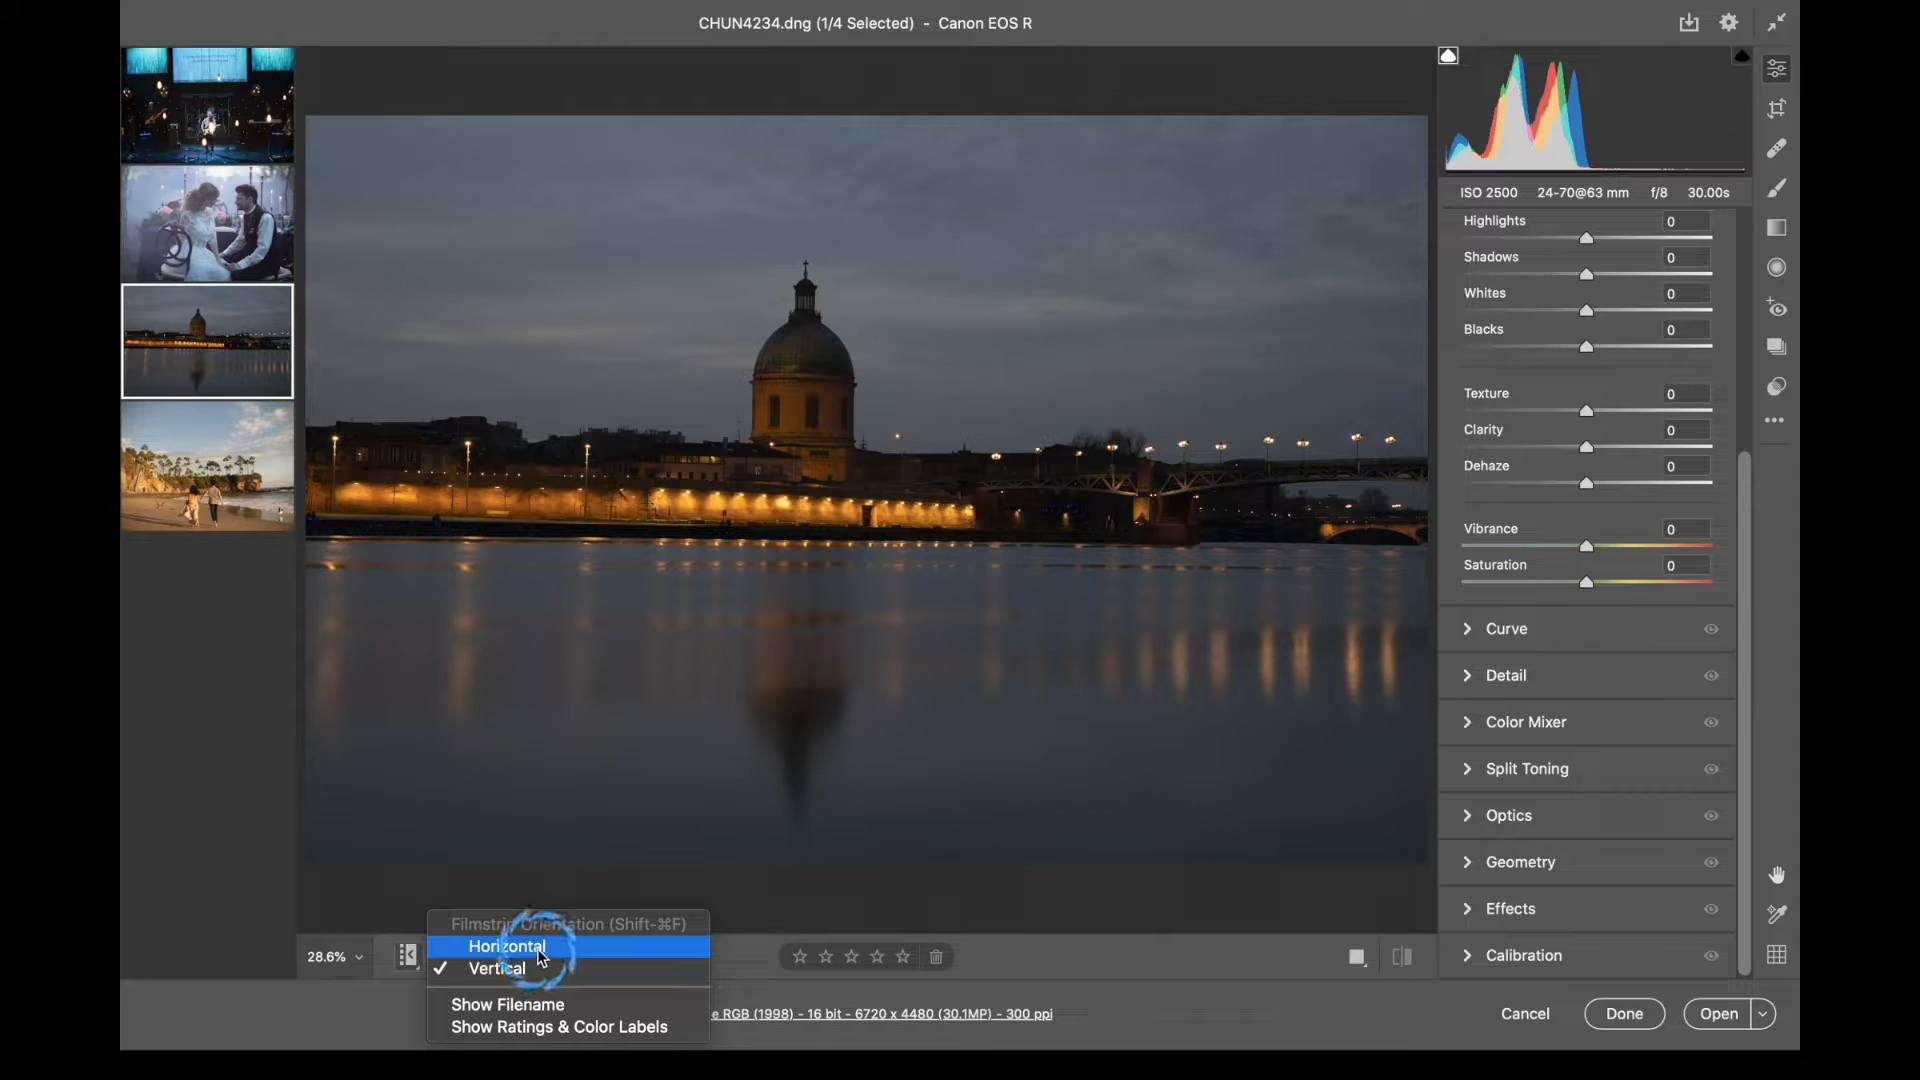 CHUN4234.dng (1/4 Selected) - Canon EOS R
ISO 2500 24-70@63 mm f/8 30.00s
Highlights 0
Shadows 0
Whites 0
Blacks 0
Texture 0
Clarity 0
Dehaze 0
Vibrance 0
Saturation 0
Curve
Detail
Color Mixer
Split Toning
Optics
Geometry
Effects
Calibration
Filmstrip Orientation (Shift-⌘F)
Horizontal
Vertical
Show Filename
Show Ratings & Color Labels
28.6%
e RGB (1998) - 16 bit - 6720 x 4480 (30.1MP) - 300 ppi
Cancel Done Open